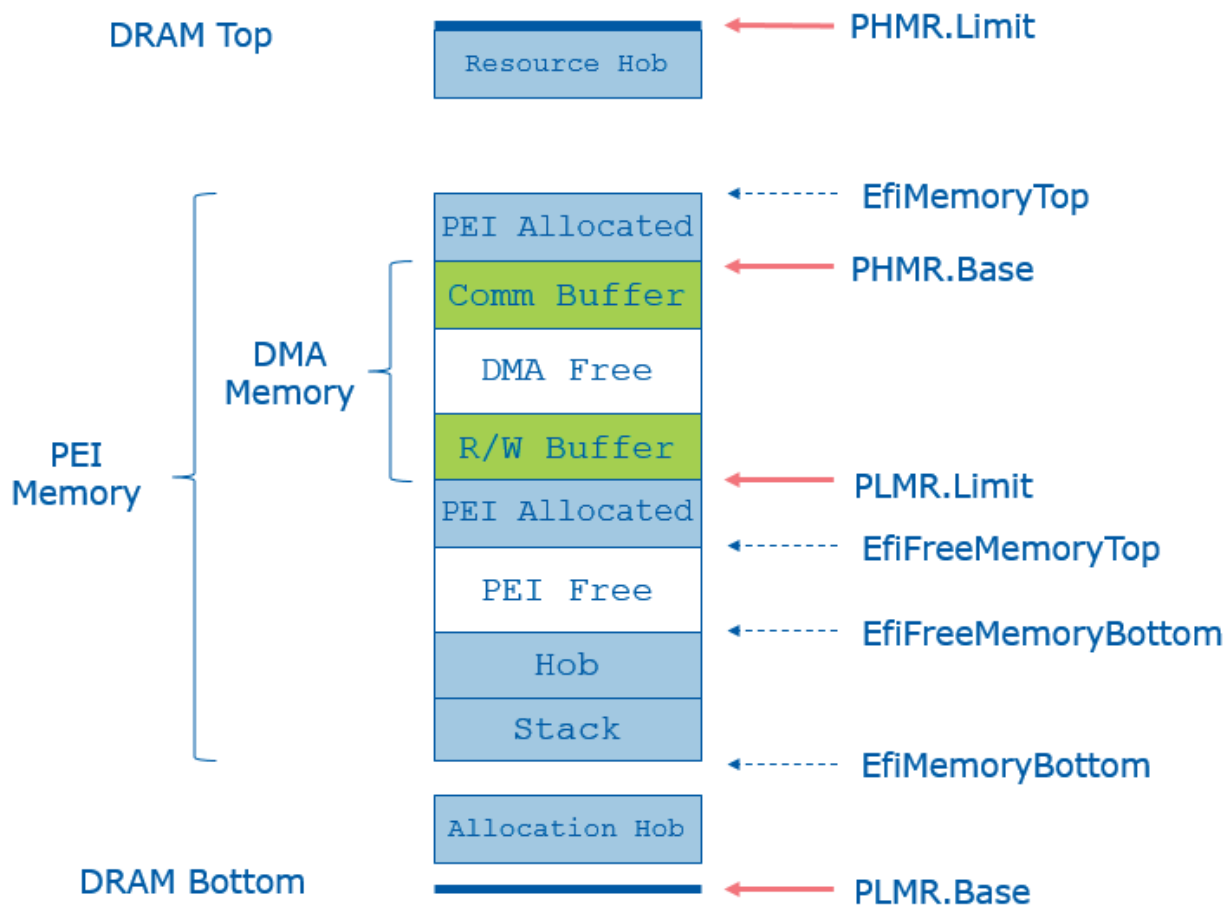 DRAM Top
PHMR.Limit
Resource Hob
EfiMemoryTop
PEI Allocated
PHMR.Base
Comm Buffer
DMA
Memory
DMA Free
R/W Buffer
PEI
Memory
PLMR.Limit
PEI Allocated
EfiFreeMemoryTop
PEI Free
EfiFreeMemoryBottom
Hob
Stack
EfiMemoryBottom
Allocation Hob
DRAM Bottom
PLMR.Base